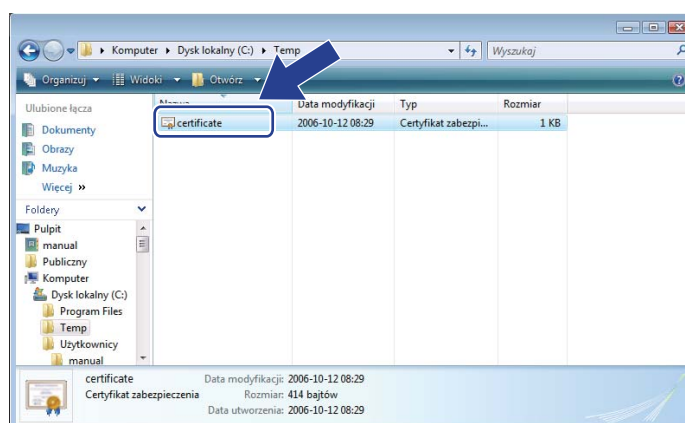 Komputer ▸ Dysk lokalny (C:) ▸ Temp
Wyszukaj
Organizuj Widoki Otwórz
Ulubione łącza
Dokumenty
Obrazy
Muzyka
Więcej »
Foldery
Pulpit
manual
Publiczny
Komputer
Dysk lokalny (C:)
Program Files
Temp
Użytkownicy
manual
Nazwa Data modyfikacji Typ Rozmiar
certificate 2006-10-12 08:29 Certyfikat zabezpi... 1 KB
certificate Data modyfikacji: 2006-10-12 08:29
Certyfikat zabezpieczenia Rozmiar: 414 bajtów
Data utworzenia: 2006-10-12 08:29